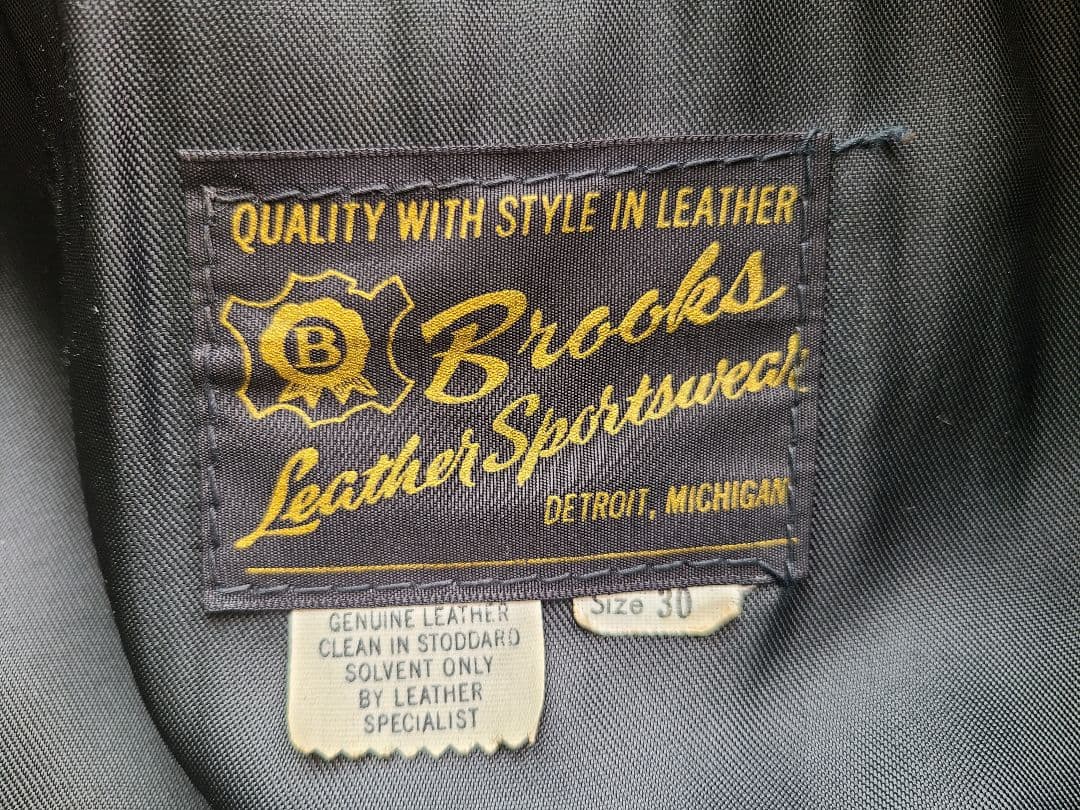 QUALITY WITH STYLE IN LEATHER
B
Brooks
Leather Sportswear
DETROIT, MICHIGAN
GENUINE LEATHER
CLEAN IN STODDARD
SOLVENT ONLY
BY LEATHER
SPECIALIST
Size 30